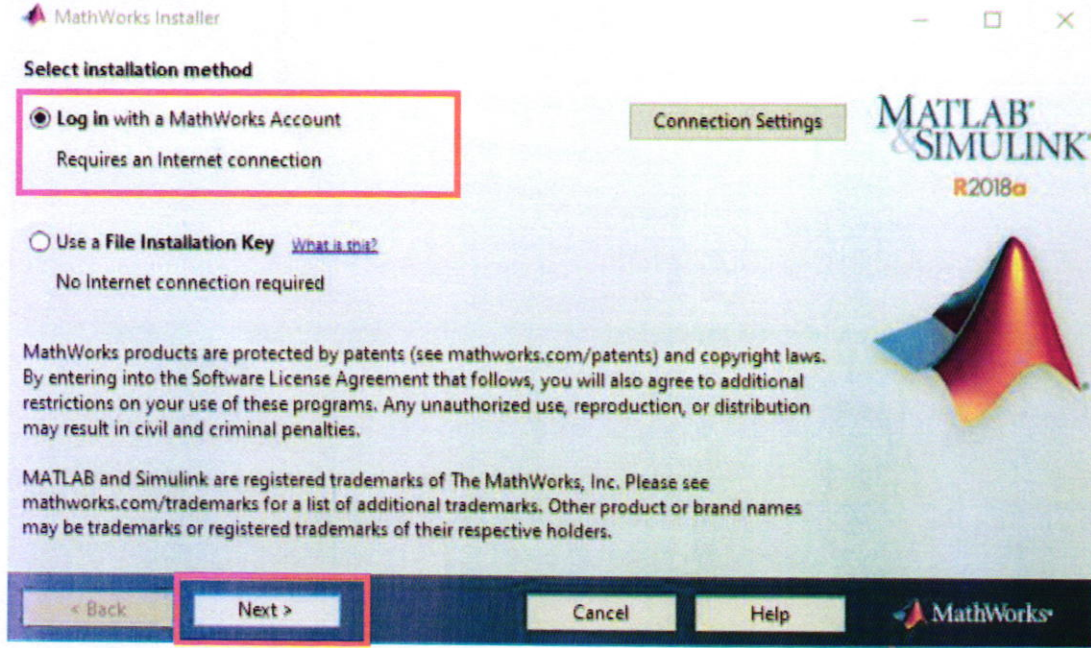 MathWorks Installer
Select installation method
Log in with a MathWorks Account
Requires an Internet connection
Connection Settings
MATLAB®
&SIMULINK®
R2018a
Use a File Installation Key What is this?
No Internet connection required
MathWorks products are protected by patents (see mathworks.com/patents) and copyright laws.
By entering into the Software License Agreement that follows, you will also agree to additional
restrictions on your use of these programs. Any unauthorized use, reproduction, or distribution
may result in civil and criminal penalties.
MATLAB and Simulink are registered trademarks of The MathWorks, Inc. Please see
mathworks.com/trademarks for a list of additional trademarks. Other product or brand names
may be trademarks or registered trademarks of their respective holders.
< Back Next > Cancel Help MathWorks®